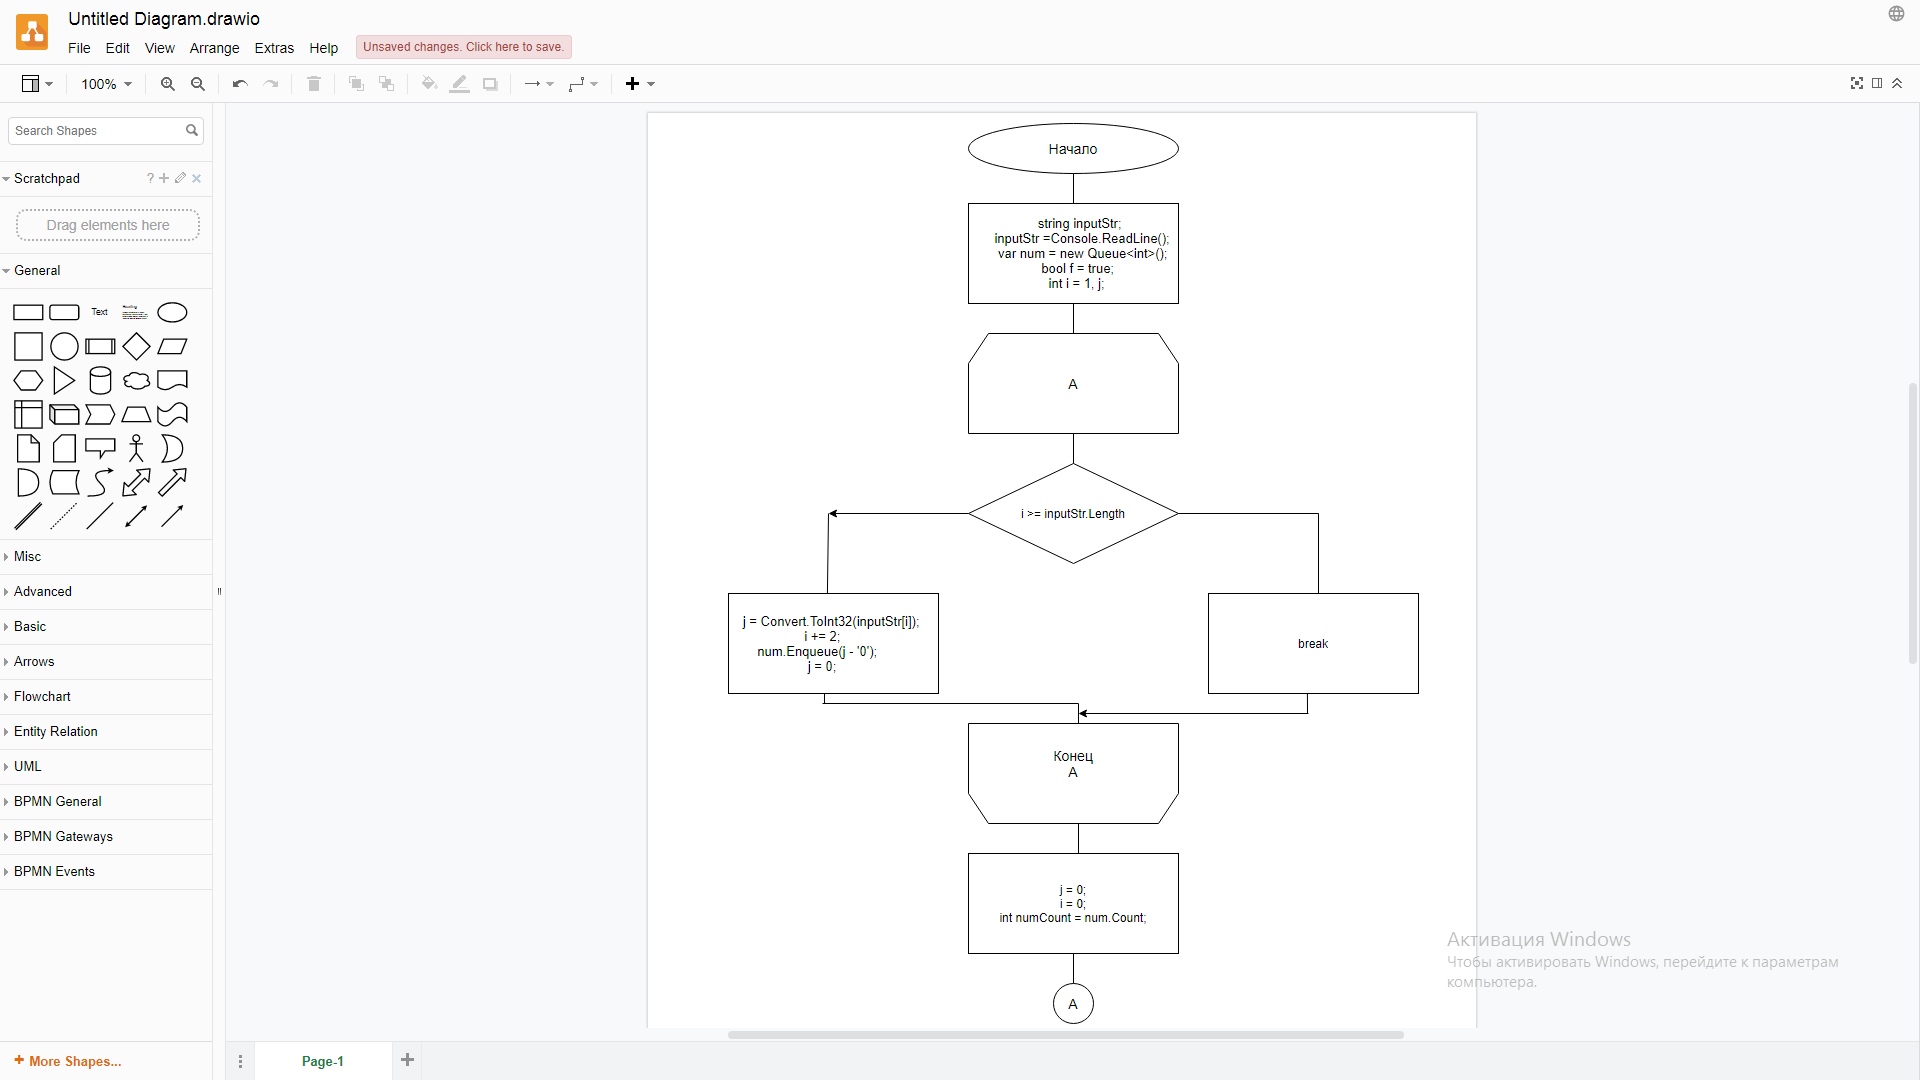 Untitled Diagram.drawio
File Edit View Arrange Extras Help Unsaved changes. Click here to save.
100%
Search Shapes
Scratchpad ?
Drag elements here
General
Text
Heading
Misc
Advanced
Basic
Arrows
Flowchart
Entity Relation
UML
BPMN General
BPMN Gateways
BPMN Events
+ More Shapes...
Начало
string inputStr;
inputStr =Console.ReadLine();
var num = new Queue<int>();
bool f = true;
int i = 1, j;
A
i >= inputStr.Length
j = Convert.ToInt32(inputStr[i]);
i += 2;
num.Enqueue(j - '0');
j = 0;
break
Конец
A
j = 0;
i = 0;
int numCount = num.Count;
A
Активация Windows
Чтобы активировать Windows, перейдите к параметрам
компьютера.
Page-1